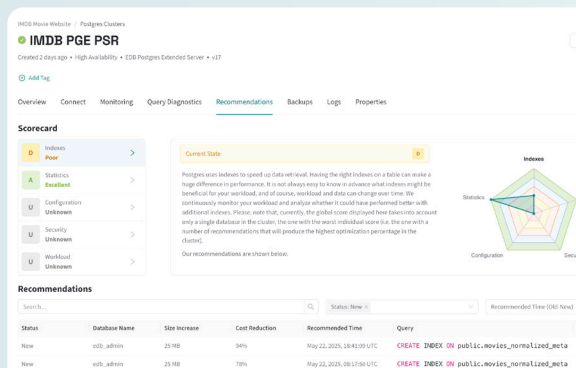 IMDB Movie Website / Postgres Clusters
IMDB PGE PSR
Created 2 days ago • High Availability • EDB Postgres Extended Server • v17
Add Tag
Overview Connect Monitoring Query Diagnostics Recommendations Backups Logs Properties
Scorecard
D Indexes
Poor
A Statistics
Excellent
U Configuration
Unknown
U Security
Unknown
U Workload
Unknown
Current State D
Postgres uses indexes to speed up data retrieval. Having the right indexes on a table can make a
huge difference in performance. It is not always easy to know in advance what indexes might be
beneficial for your workload, and of course, workload and data can change over time. We
continuously monitor your workload and analyze whether it could have performed better with
additional indexes. Please, note that, currently, the global score displayed here takes into account
only a single database in the cluster, the one with the worst individual score (i.e. the one with a
number of recommendations that will produce the highest optimization percentage in the
cluster).
Our recommendations are shown below.
Indexes
Statistics
Configuration
Secu
Recommendations
Search...
Status: New ×
Recommended Time (Old-New)
Status Database Name Size Increase Cost Reduction Recommended Time Query
New edb_admin 25 MB 94% May 22, 2025, 18:41:09 UTC CREATE INDEX ON public.movies_normalized_meta
New edb_admin 25 MB 78% May 22, 2025, 08:17:50 UTC CREATE INDEX ON public.movies_normalized_meta